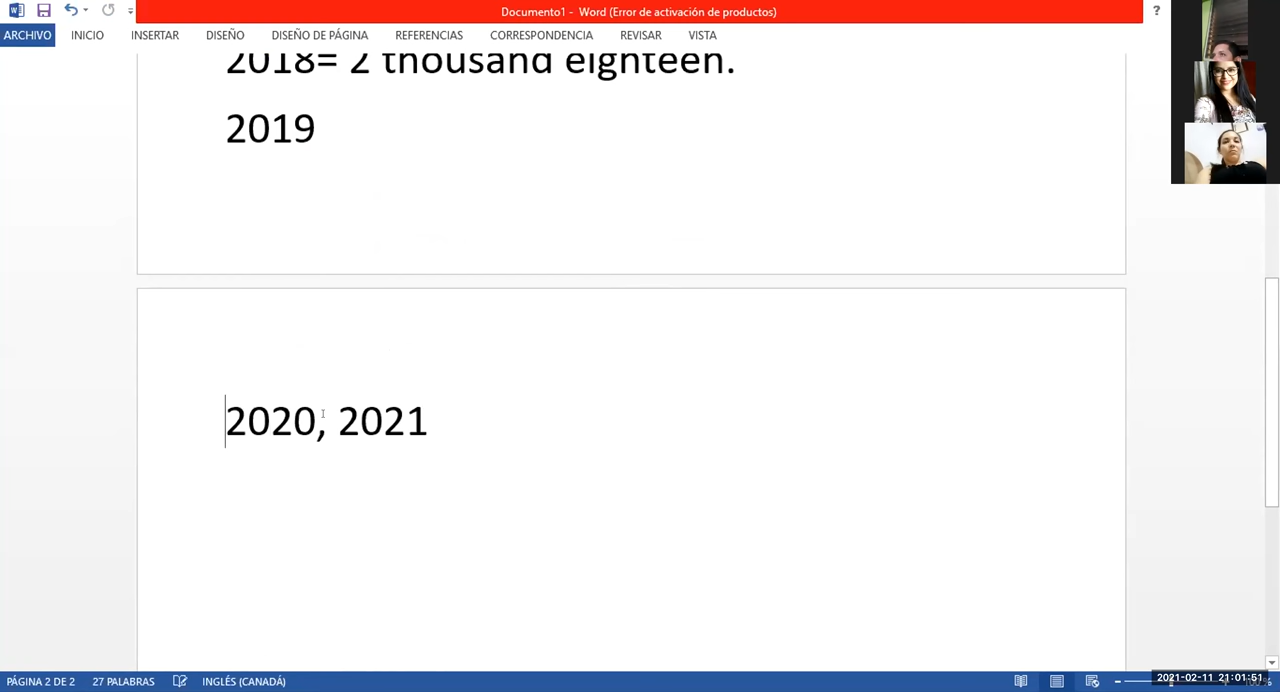 Documento1 - Word (Error de activación de productos)
?
ARCHIVO INICIO INSERTAR DISEÑO DISEÑO DE PÁGINA REFERENCIAS CORRESPONDENCIA REVISAR VISTA
2018= 2 thousand eighteen.
2019
2020, 2021
PÁGINA 2 DE 2 27 PALABRAS INGLÉS (CANADÁ)
2021-02-11 21:01:51